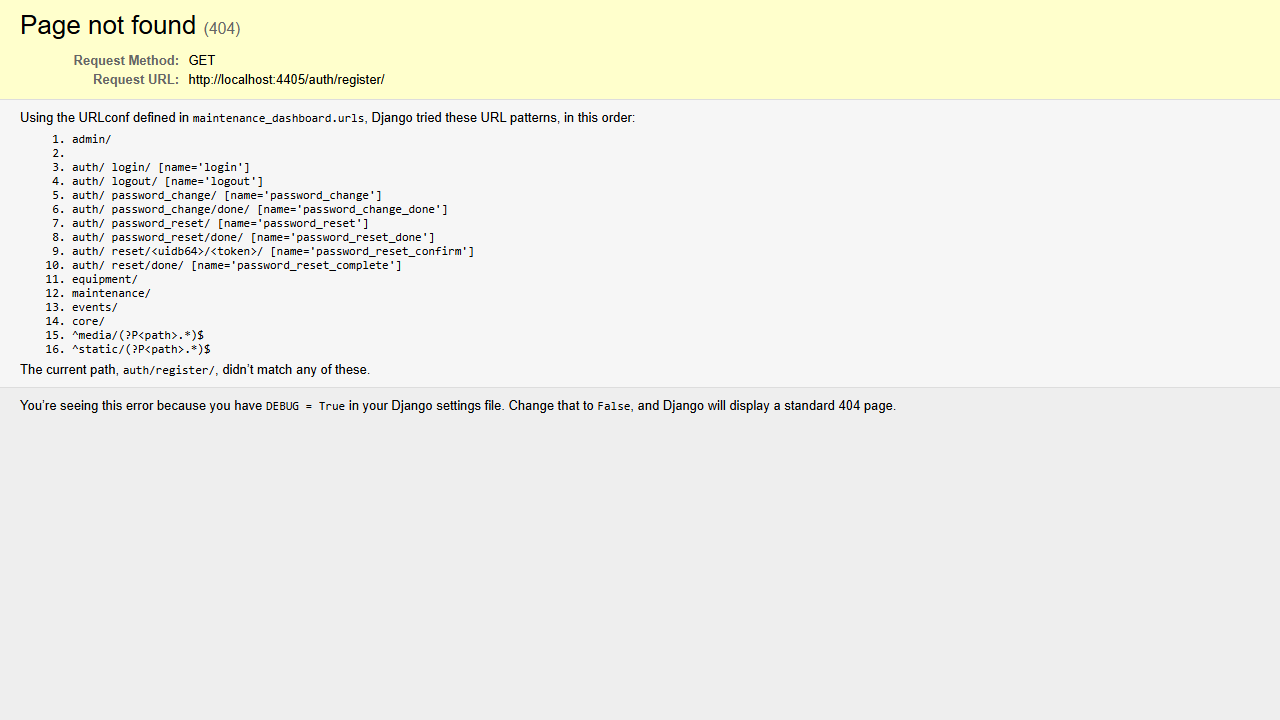 Page not found (404)
Request Method: GET
Request URL: http://localhost:4405/auth/register/
Using the URLconf defined in maintenance_dashboard.urls, Django tried these URL patterns, in this order:
1. admin/
2.
3. auth/ login/ [name='login']
4. auth/ logout/ [name='logout']
5. auth/ password_change/ [name='password_change']
6. auth/ password_change/done/ [name='password_change_done']
7. auth/ password_reset/ [name='password_reset']
8. auth/ password_reset/done/ [name='password_reset_done']
9. auth/ reset/<uidb64>/<token>/ [name='password_reset_confirm']
10. auth/ reset/done/ [name='password_reset_complete']
11. equipment/
12. maintenance/
13. events/
14. core/
15. ^media/(?P<path>.*)$
16. ^static/(?P<path>.*)$
The current path, auth/register/, didn’t match any of these.
You’re seeing this error because you have DEBUG = True in your Django settings file. Change that to False, and Django will display a standard 404 page.